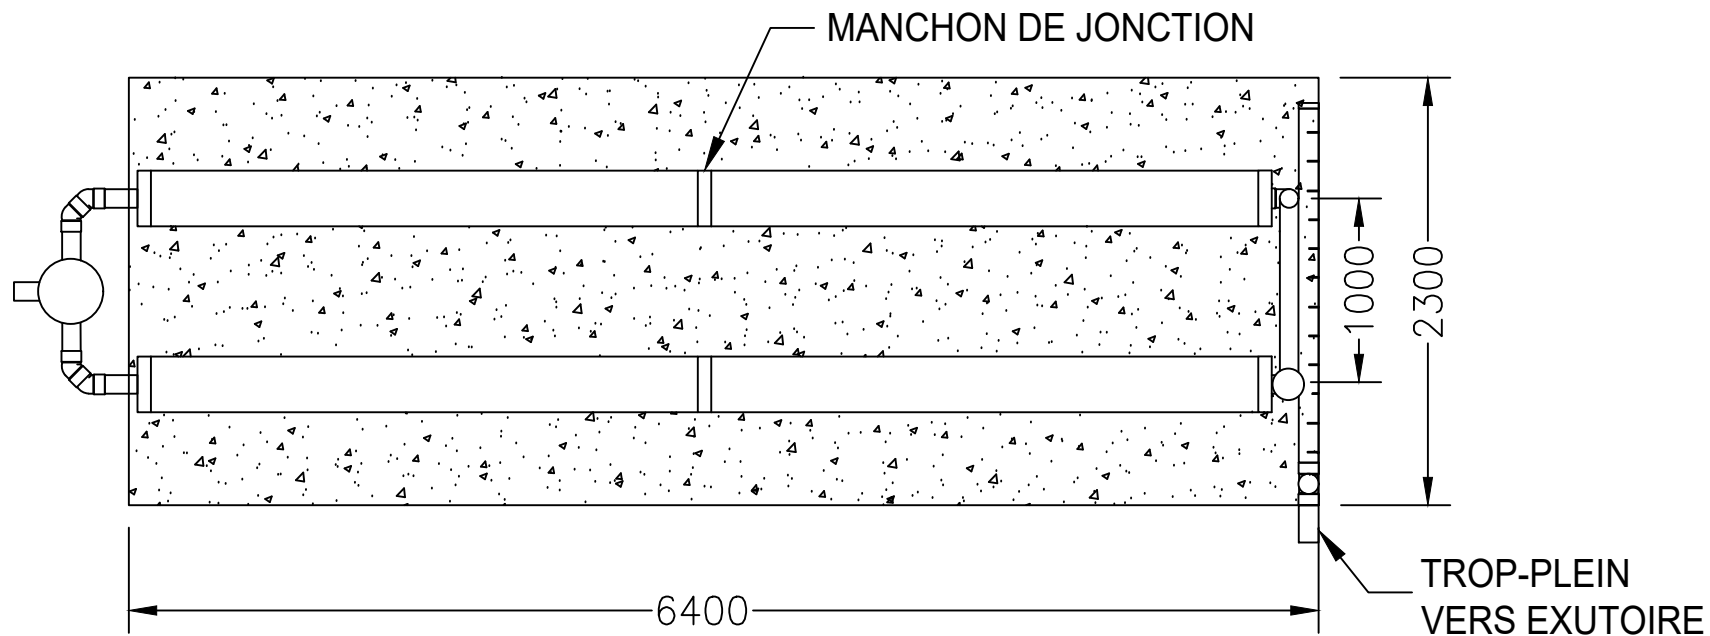 MANCHON DE JONCTION
1000
2300
6400
TROP-PLEIN
VERS EXUTOIRE